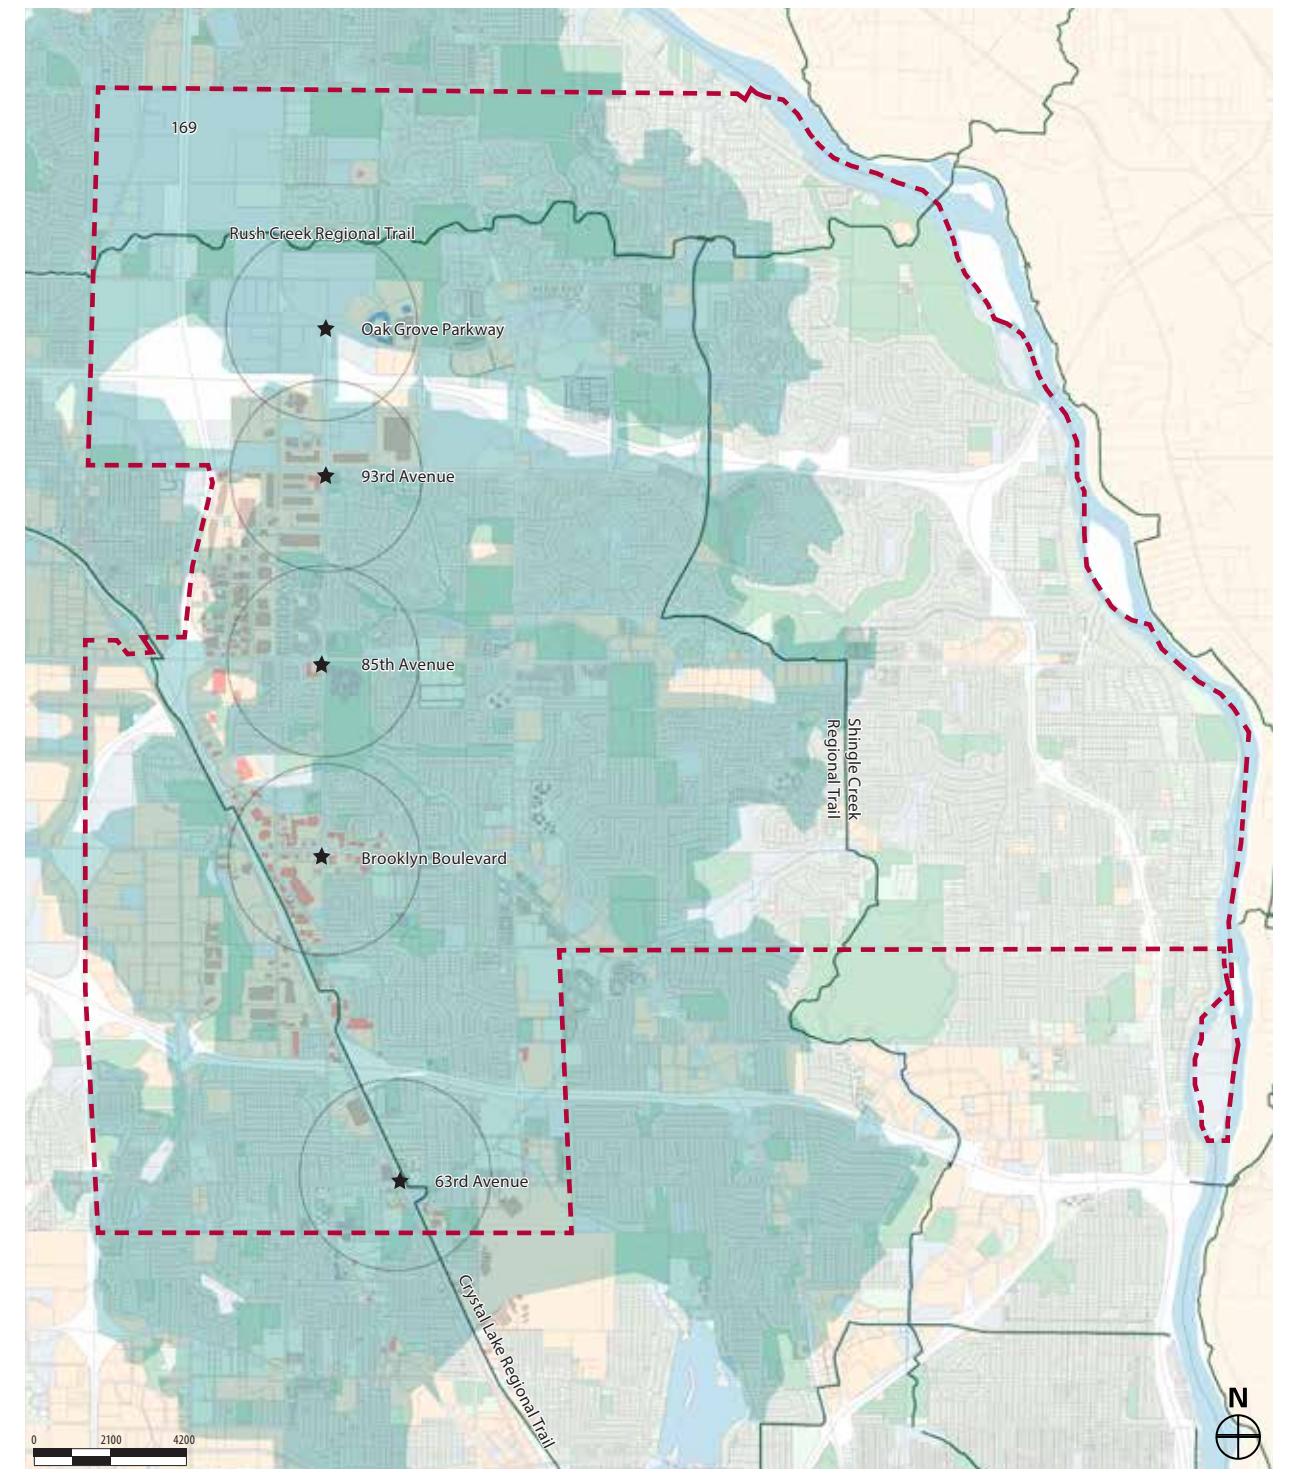 169
Rush Creek Regional Trail
Oak Grove Parkway
93rd Avenue
85th Avenue
Shingle Creek
Regional Trail
Brooklyn Boulevard
63rd Avenue
Crystal Lake Regional Trail
N
0 2100 4200